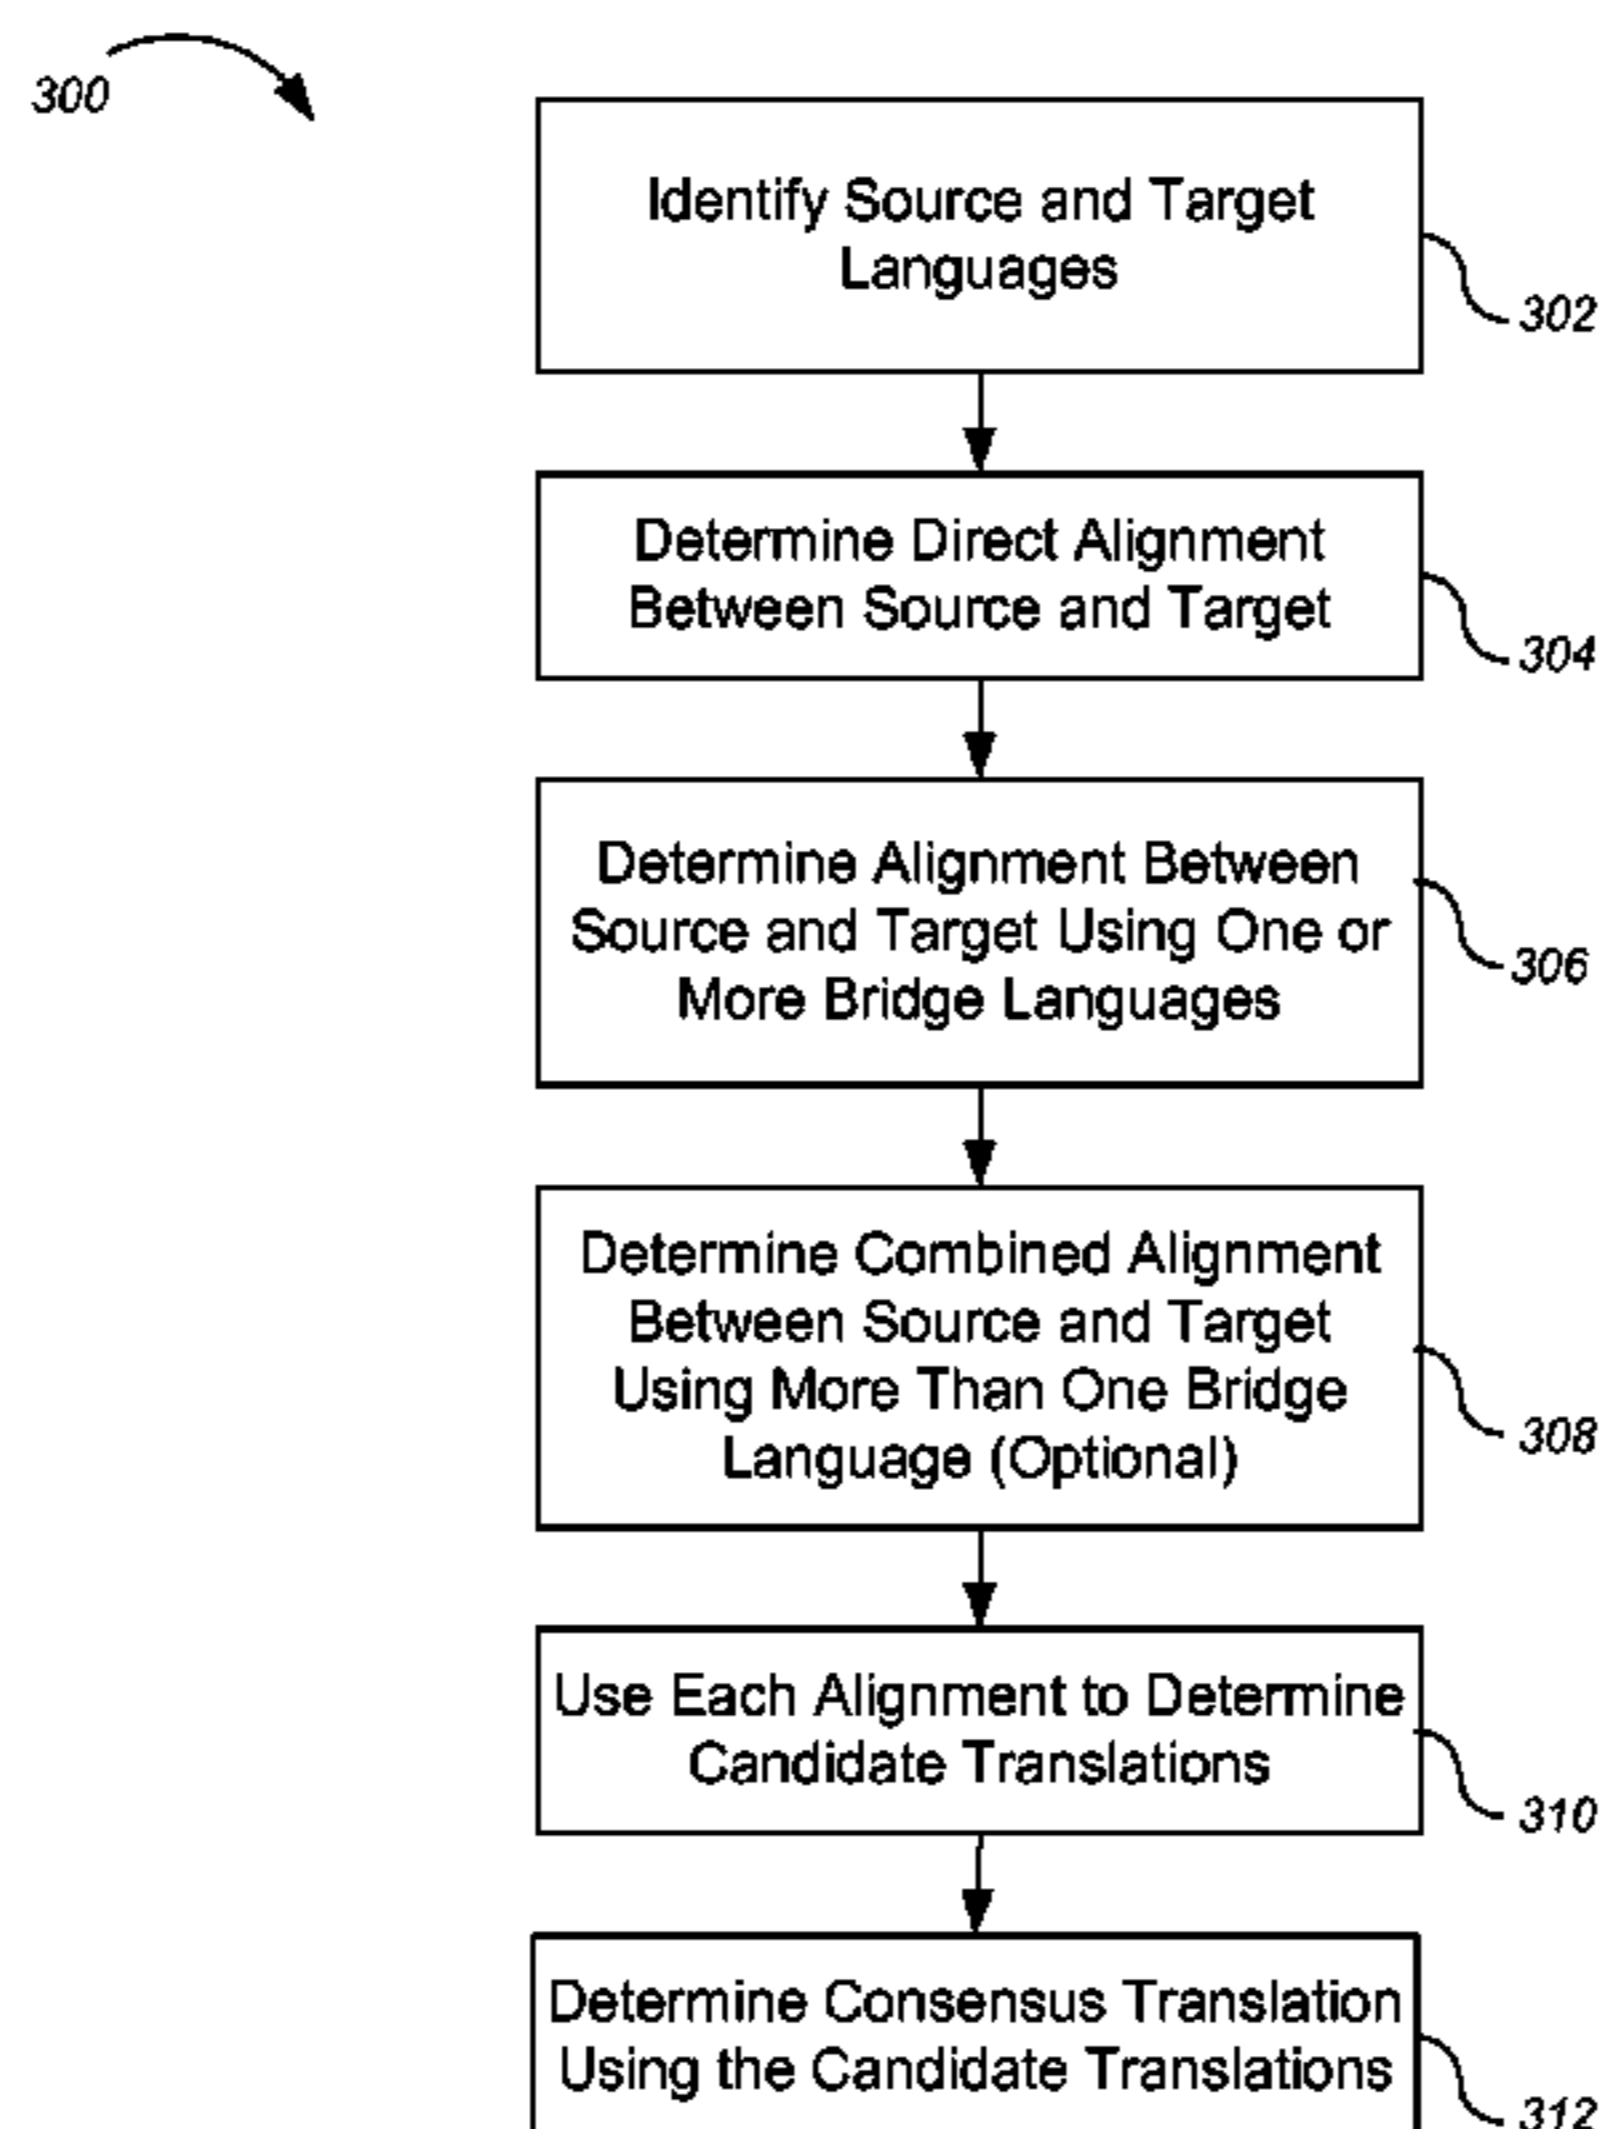 300
Identify Source and Target
Languages
302
Determine Direct Alignment
Between Source and Target
304
Determine Alignment Between
Source and Target Using One or
More Bridge Languages
306
Determine Combined Alignment
Between Source and Target
Using More Than One Bridge
Language (Optional)
308
Use Each Alignment to Determine
Candidate Translations
310
Determine Consensus Translation
Using the Candidate Translations
312